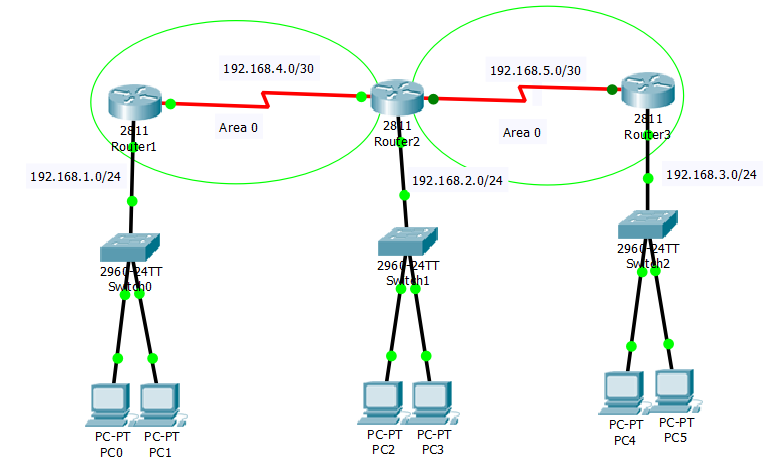 192.168.4.0/30
192.168.5.0/30
2811
Router1
Area 0
2811
Router2
Area 0
2811
Router3
192.168.1.0/24
192.168.2.0/24
192.168.3.0/24
2960-24TT
Switch0
2960-24TT
Switch1
2960-24TT
Switch2
PC-PT
PC0
PC-PT
PC1
PC-PT
PC2
PC-PT
PC3
PC-PT
PC4
PC-PT
PC5